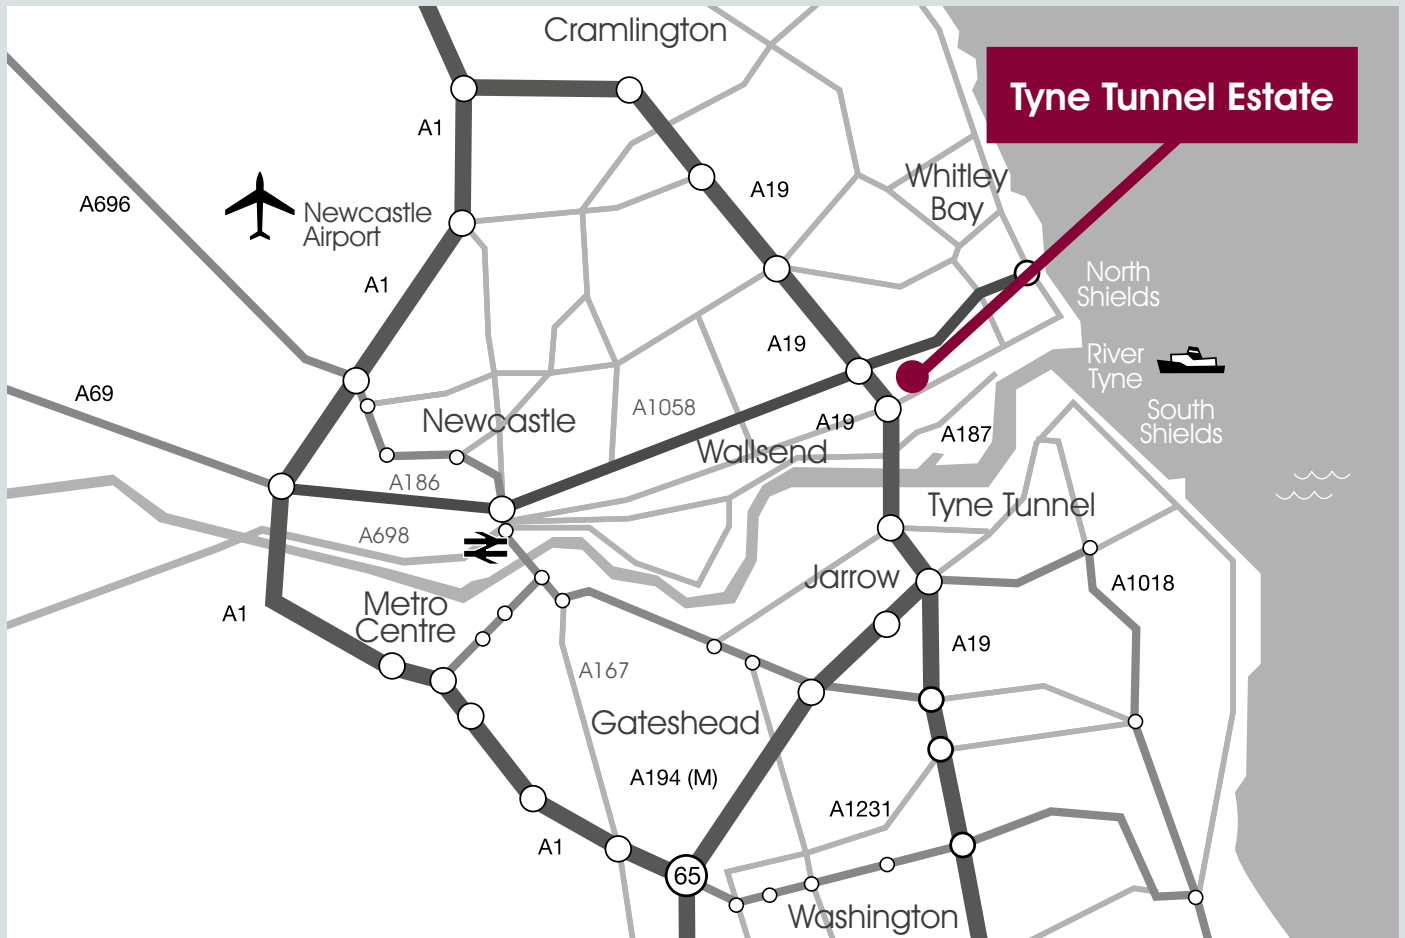 Cramlington
Tyne Tunnel Estate
A1
Whitley
Bay
A19
A696
Newcastle
Airport
A1
North
Shields
A19
River
Tyne
A69
A1058
Newcastle
A19
South
Shields
A187
Wallsend
A186
Tyne Tunnel
A698
Jarrow
A1018
Metro
Centre
A1
A19
A167
Gateshead
A194 (M)
A1231
A1
65
Washington